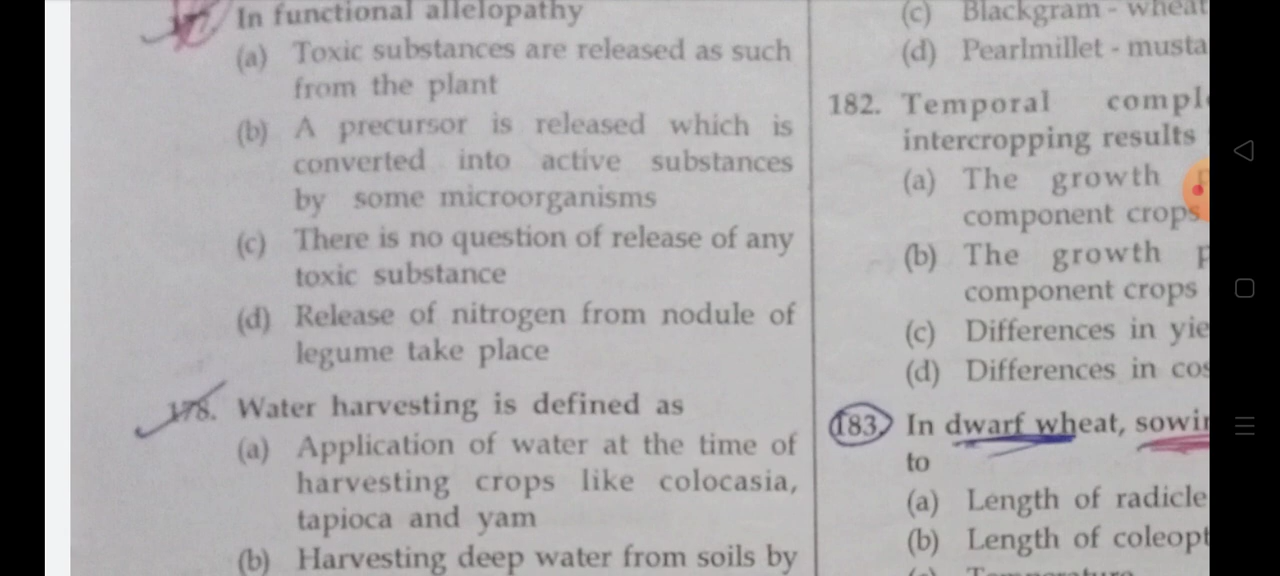 In functional allelopathy
(a) Toxic substances are released as such
from the plant
(b) A precursor is released which is
converted into active substances
by some microorganisms
(c) There is no question of release of any
toxic substance
(d) Release of nitrogen from nodule of
legume take place
178. Water harvesting is defined as
(a) Application of water at the time of
harvesting crops like colocasia,
tapioca and yam
(b) Harvesting deep water from soils by
(c) Blackgram - wheat
(d) Pearlmillet - musta
182. Temporal compl
intercropping results
(a) The growth
component crops
(b) The growth p
component crops
(c) Differences in yie
(d) Differences in cos
183. In dwarf wheat, sowin
to
(a) Length of radicle
(b) Length of coleopt